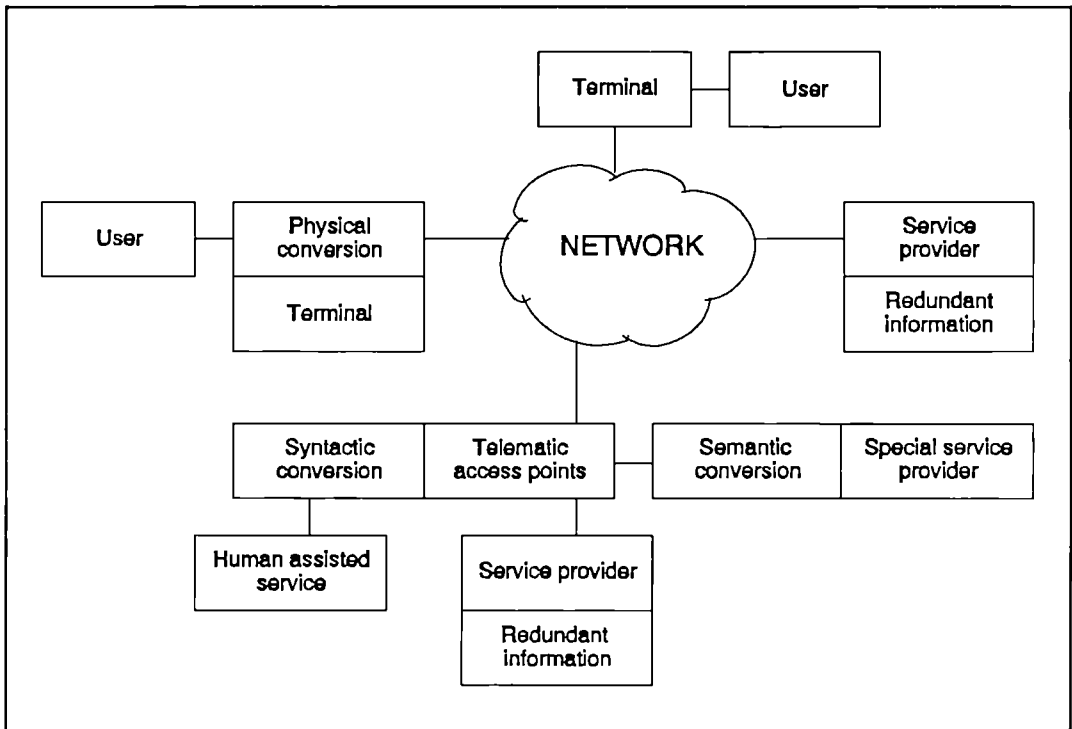 Terminal
User
User
Physical
conversion
Terminal
NETWORK
Service
provider
Redundant
information
Syntactic
conversion
Telematic
access points
Semantic
conversion
Special service
provider
Human assisted
service
Service provider
Redundant
information